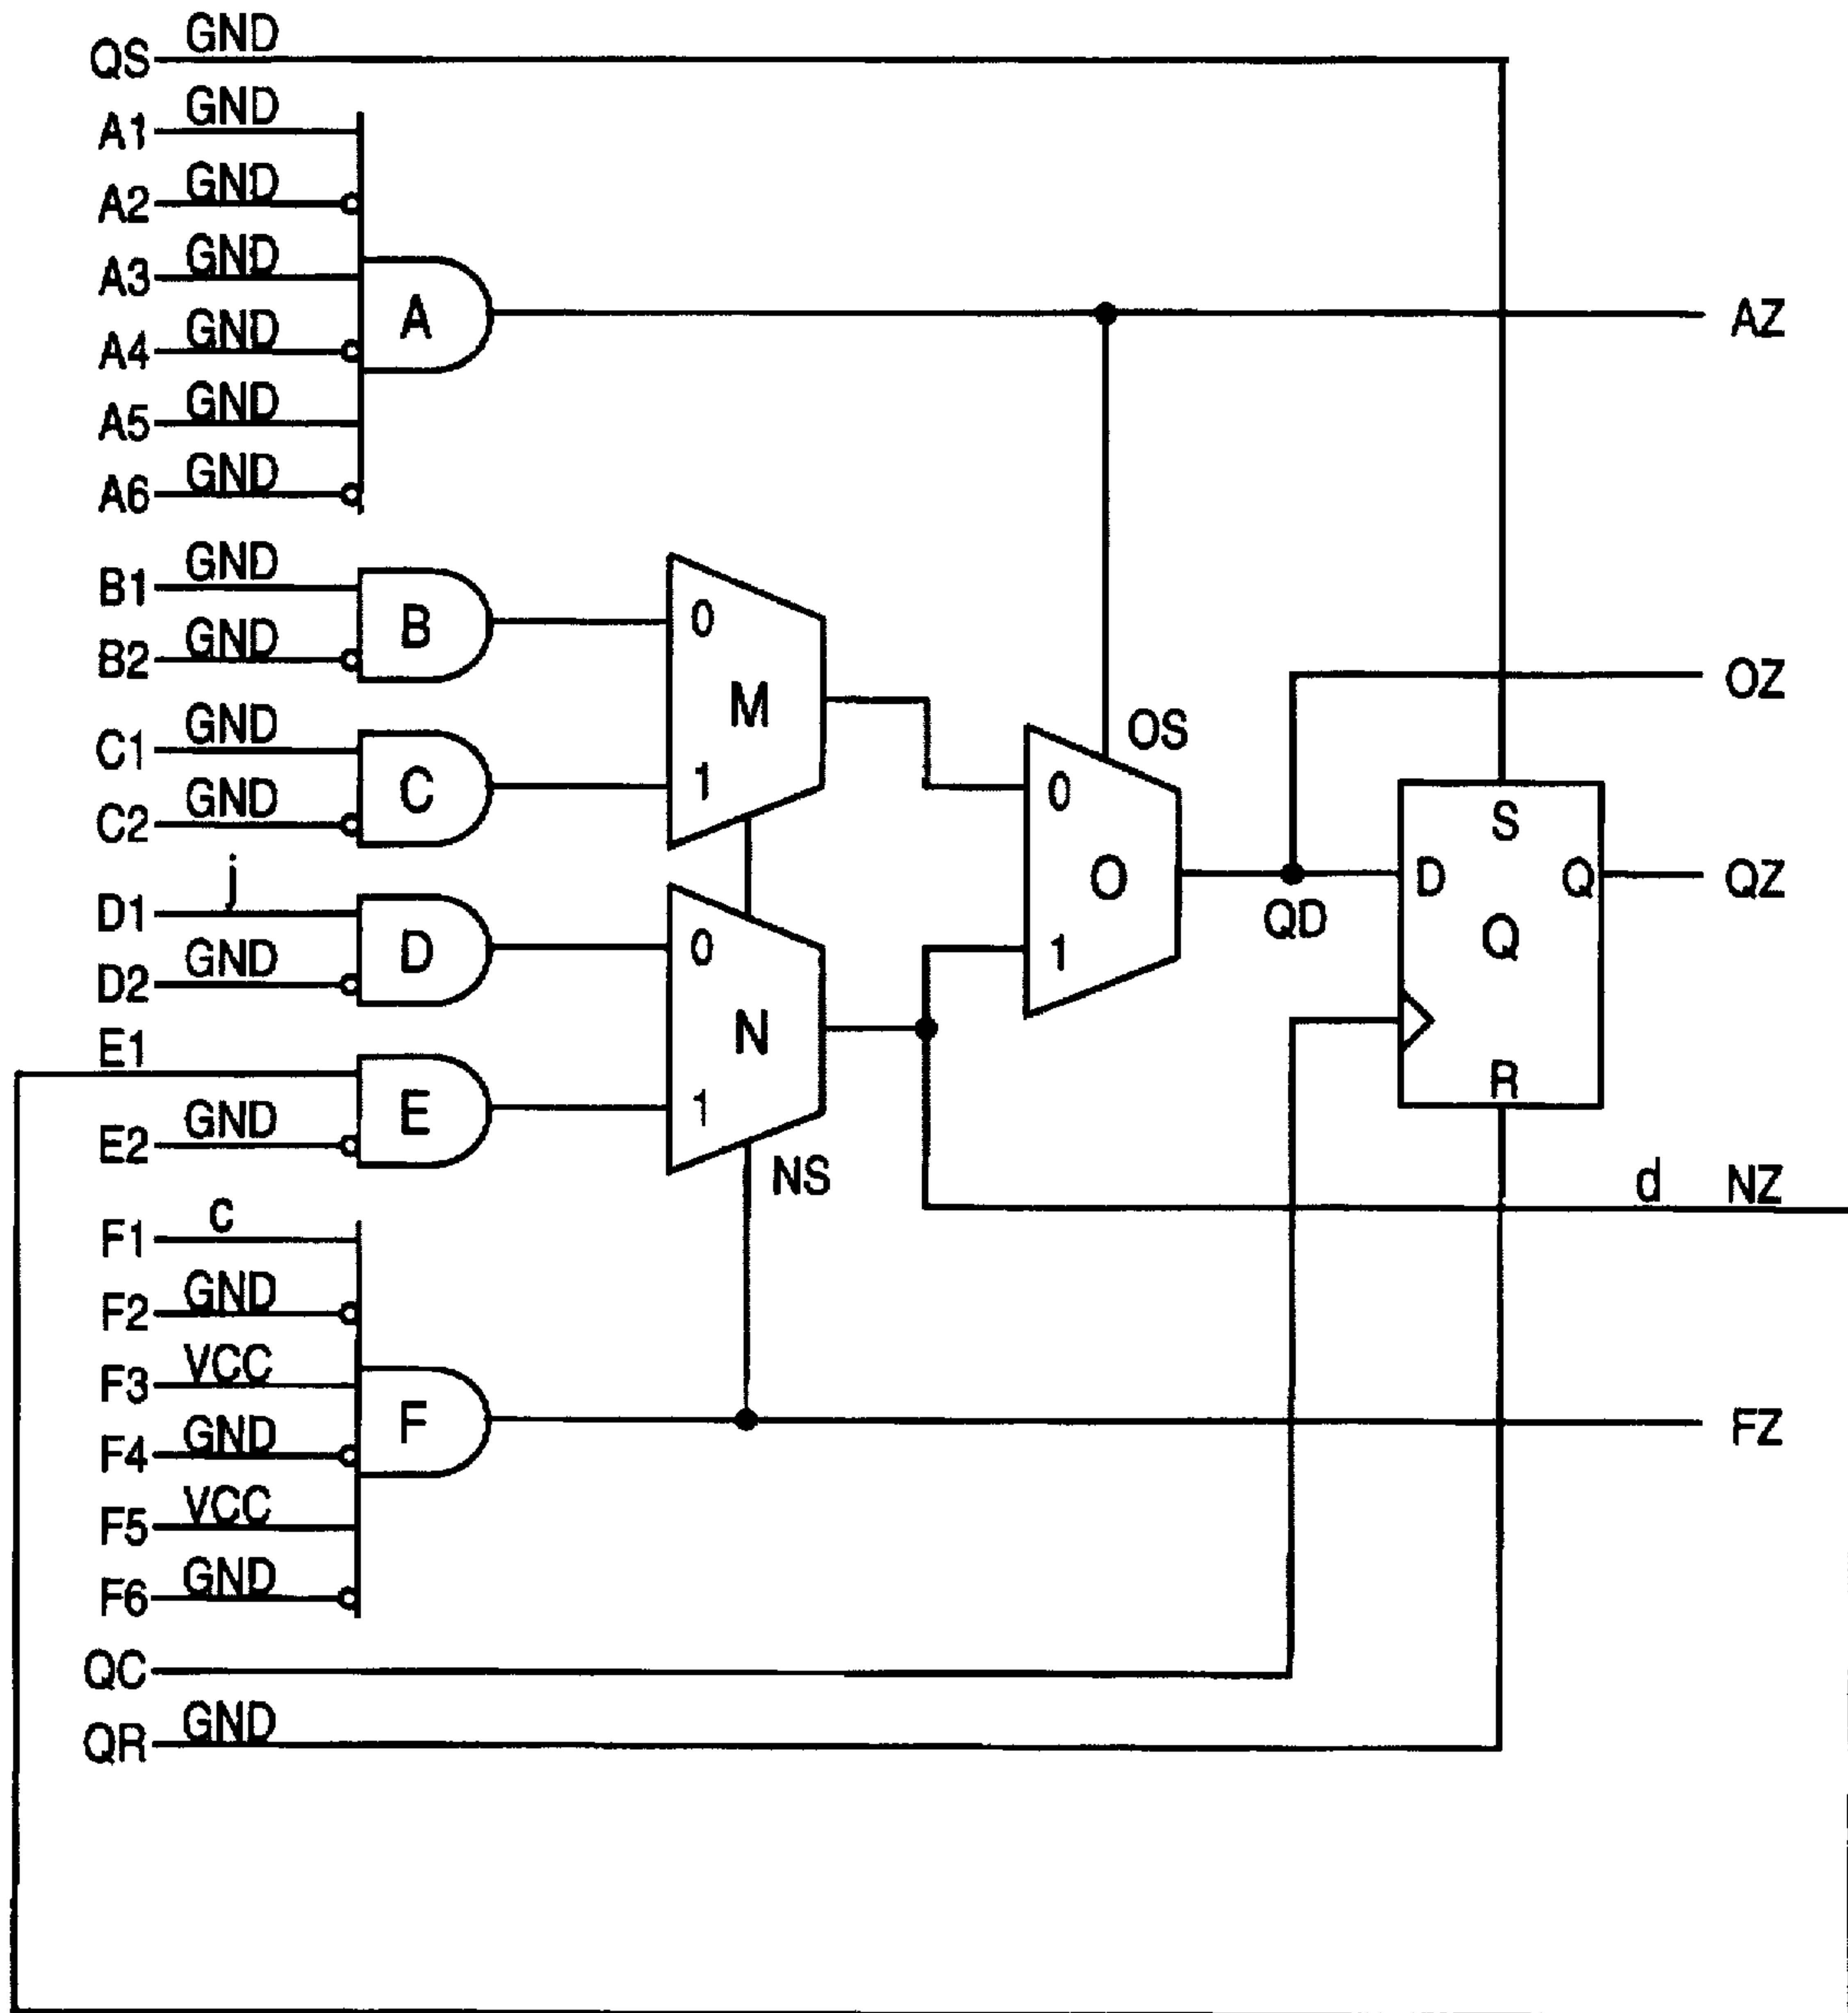 QS GND
A1 GND
A2 GND
A3 GND
A AZ
A4 GND
A5 GND
A6 GND
B1 GND
B 0
B2 GND
M OZ
C1 GND
OS
C 1 0
C2 GND
S
j
D1
D 0 1
D2 GND
O QD D Q QZ
Q
N
E1
E 1 R
E2 GND
NS d NZ
F1 c
F2 GND
F3 VCC
F FZ
F4 GND
F5 VCC
F6 GND
QC
QR GND